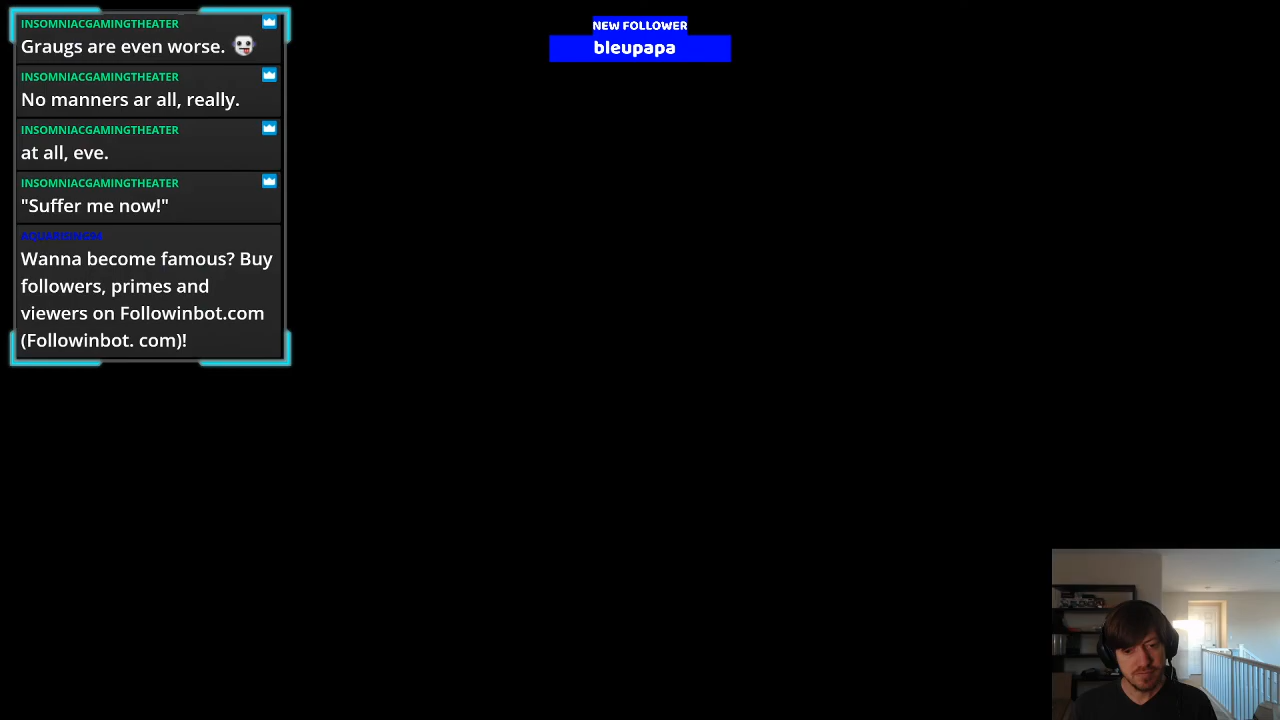 INSOMNIACGAMINGTHEATER
Graugs are even worse.
INSOMNIACGAMINGTHEATER
No manners ar all, really.
INSOMNIACGAMINGTHEATER
at all, eve.
INSOMNIACGAMINGTHEATER
"Suffer me now!"
AQUARISING94
Wanna become famous? Buy
followers, primes and
viewers on Followinbot.com
(Followinbot. com)!
NEW FOLLOWER
bleupapa